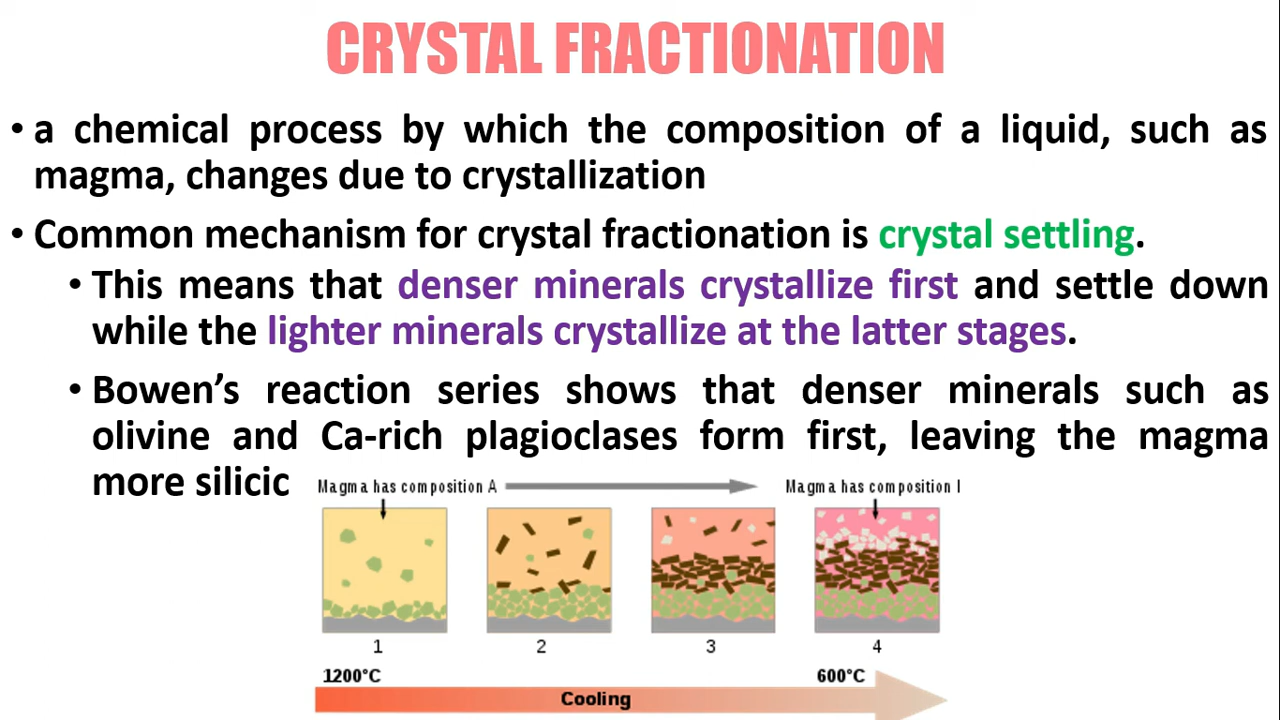 CRYSTAL FRACTIONATION
• a chemical process by which the composition of a liquid, such as
magma, changes due to crystallization
• Common mechanism for crystal fractionation is crystal settling.
• This means that denser minerals crystallize first and settle down
while the lighter minerals crystallize at the latter stages.
• Bowen’s reaction series shows that denser minerals such as
olivine and Ca-rich plagioclases form first, leaving the magma
more silicic
Magma has composition A
Magma has composition I
1
2
3
4
1200°C
600°C
Cooling